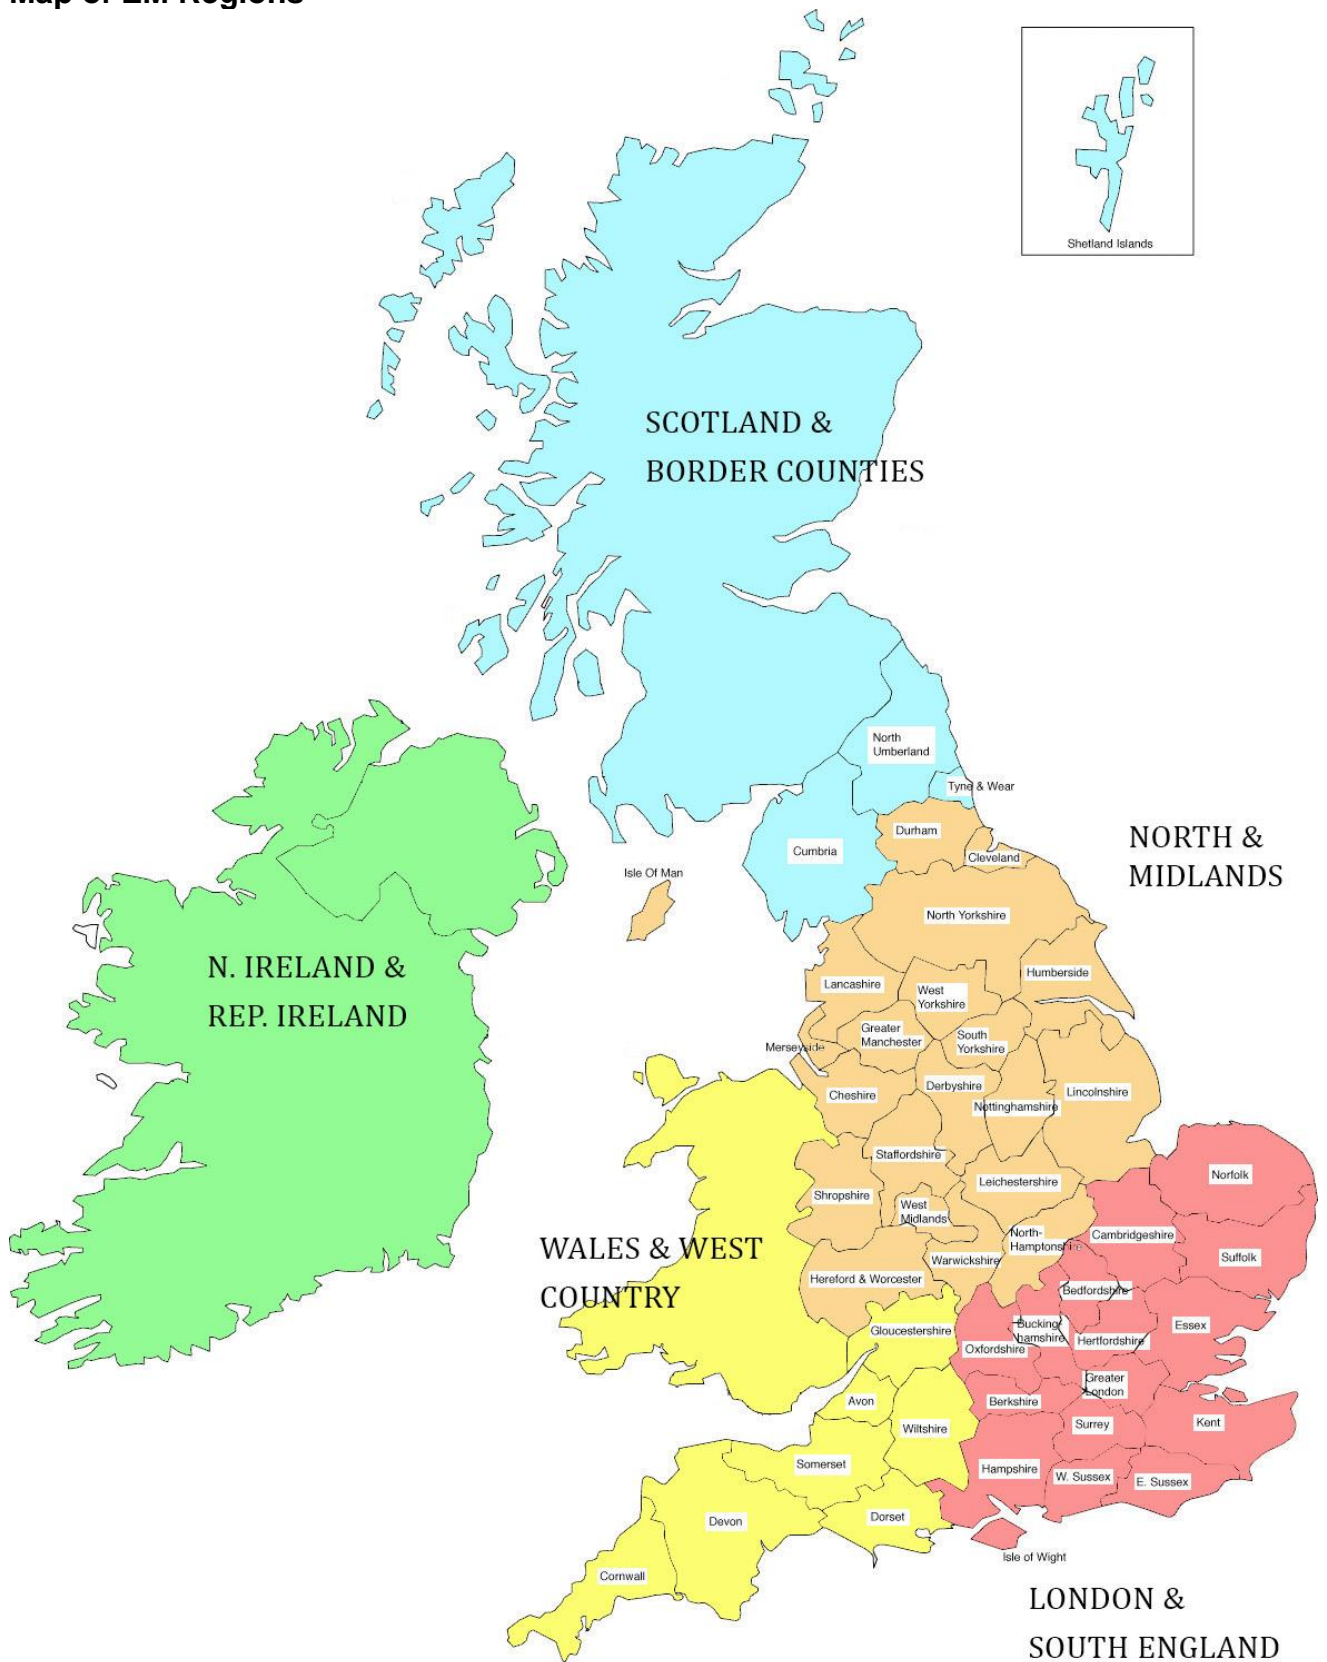 Map of EM Regions
Shetland Islands
SCOTLAND &
BORDER COUNTIES
North
Umberland
Tyne & Wear
Durham
Cumbria
Cleveland
NORTH &
MIDLANDS
Isle Of Man
North Yorkshire
N. IRELAND &
REP. IRELAND
Humberside
Lancashire
West
Yorkshire
Greater
Manchester
South
Yorkshire
Merseyside
Derbyshire
Cheshire
Lincolnshire
Nottinghamshire
Staffordshire
Norfolk
Leichestershire
Shropshire
West
Midlands
North-
Hamptonshire
Cambridgeshire
WALES & WEST
COUNTRY
Warwickshire
Suffolk
Hereford & Worcester
Bedfordshire
Gloucestershire
Bucking-
hamshire
Essex
Hertfordshire
Oxfordshire
Greater
London
Avon
Berkshire
Wiltshire
Surrey
Kent
Somerset
Hampshire
W. Sussex
E. Sussex
Devon
Dorset
Isle of Wight
Cornwall
LONDON &
SOUTH ENGLAND